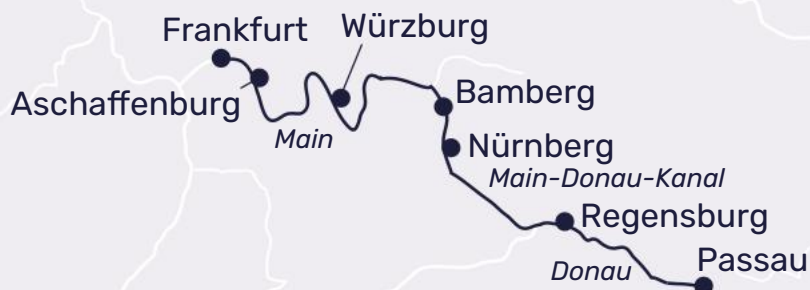 Frankfurt
Würzburg
Aschaffenburg
Main
Bamberg
Nürnberg
Main-Donau-Kanal
Regensburg
Donau
Passau